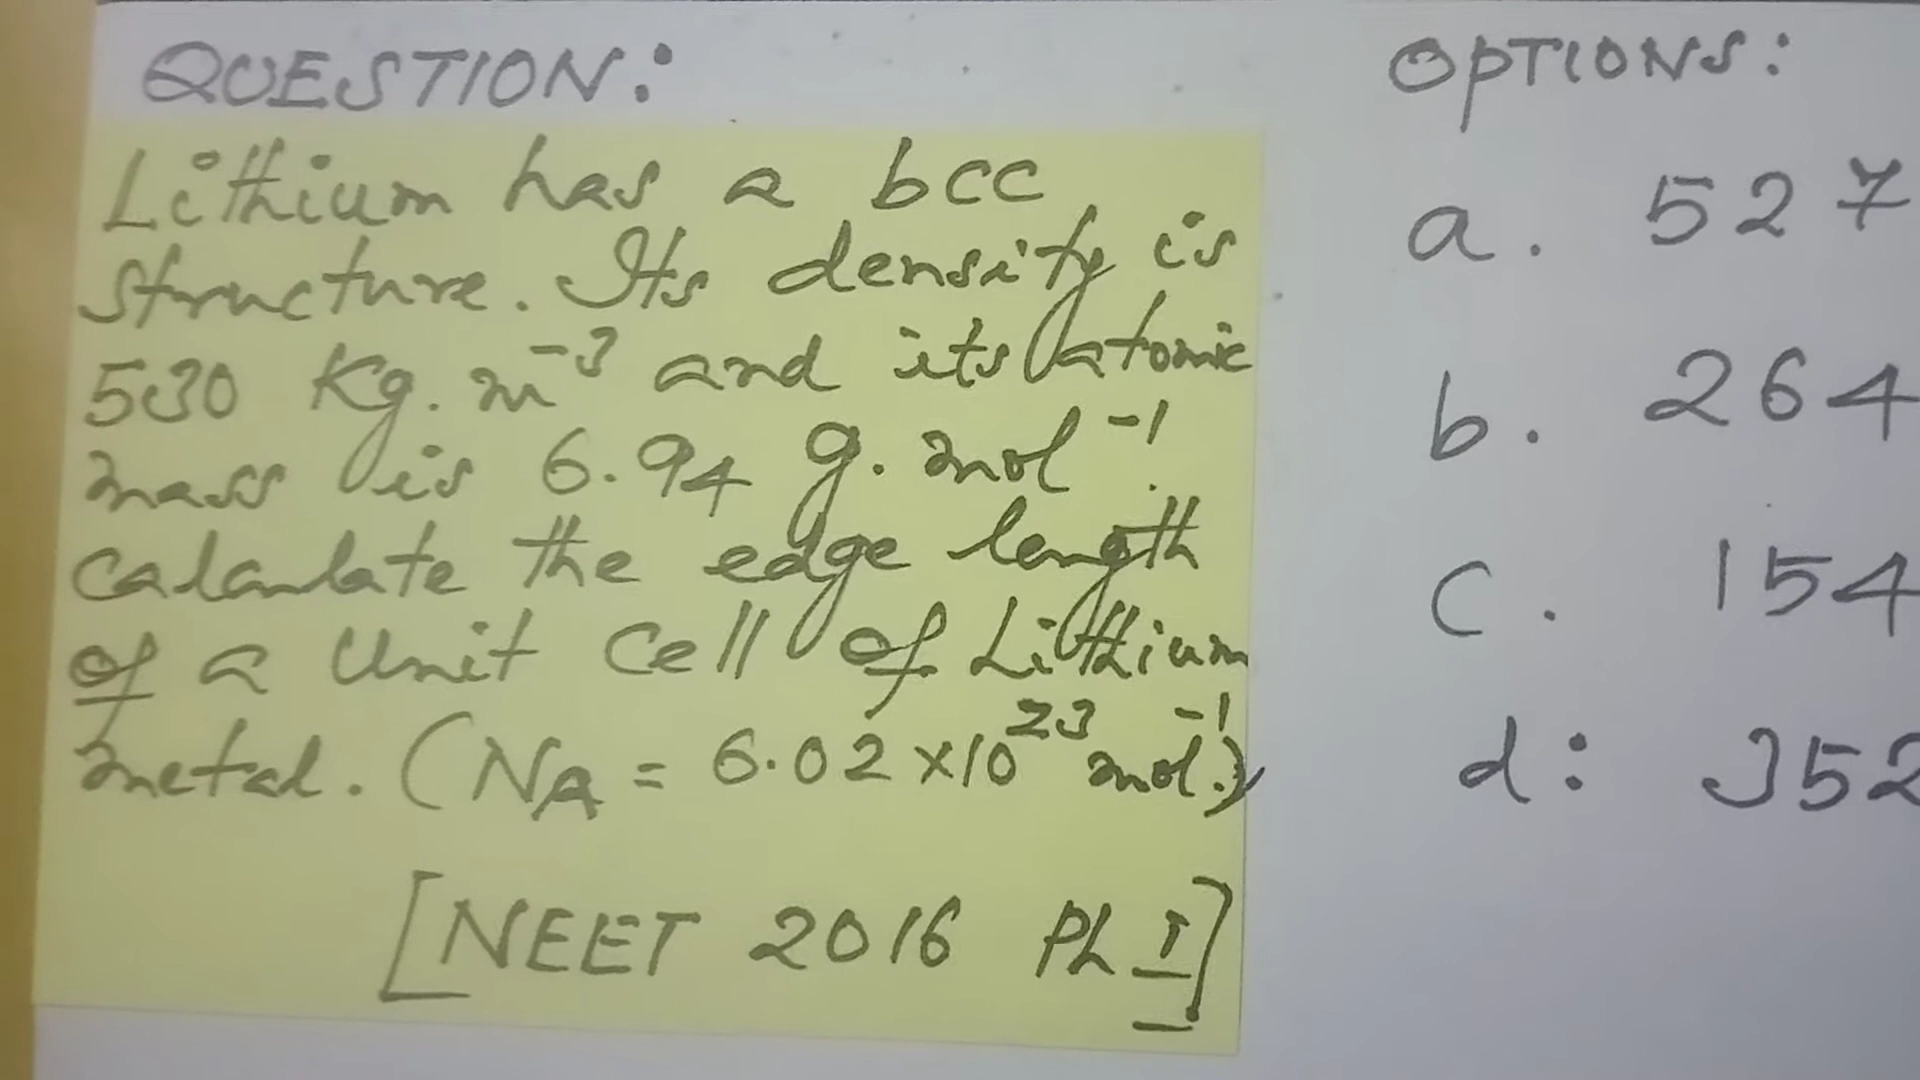 QUESTION:
Lithium has a bcc
structure. Its density is
530 Kg. m⁻³ and its atomic
mass is 6.94 g. mol⁻¹.
calculate the edge length
of a Unit Cell of Lithium
metal. (NA = 6.02 ×10²³ mol⁻¹.)
[NEET 2016 Ph I]
OPTIONS:
a. 527
b. 264
c. 154
d: 352